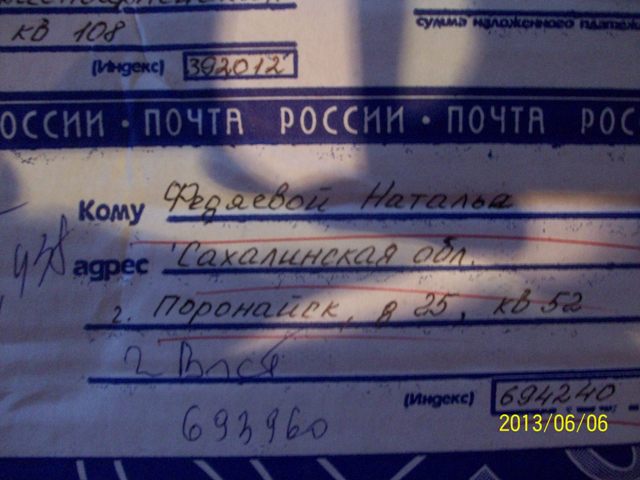 сумма наложенного платежа
кв 108
(Индекс) 392012
ОССИИ · ПОЧТА РОССИИ · ПОЧТА РОС
Кому Федяевой Наталья
адрес Сахалинская обл.
г. Поронайск, д 25, кв 52
(Индекс) 694240
693960
2013/06/06